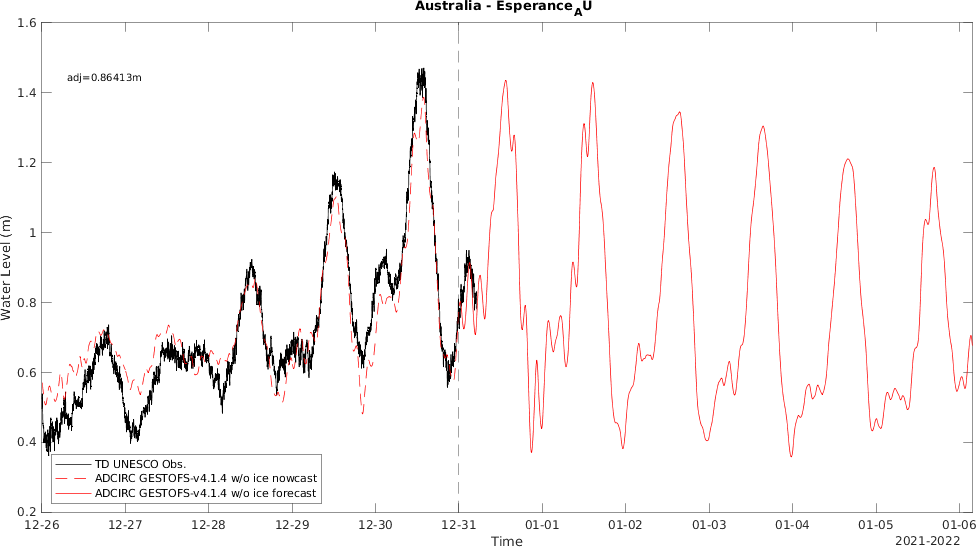 Australia - Esperance_AU
adj=0.86413m
1.6
1.4
1.2
1
0.8
0.6
0.4
0.2
Water Level (m)
TD UNESCO Obs.
ADCIRC GESTOFS-v4.1.4 w/o ice nowcast
ADCIRC GESTOFS-v4.1.4 w/o ice forecast
12-26 12-27 12-28 12-29 12-30 12-31 01-01 01-02 01-03 01-04 01-05 01-06
Time
2021-2022